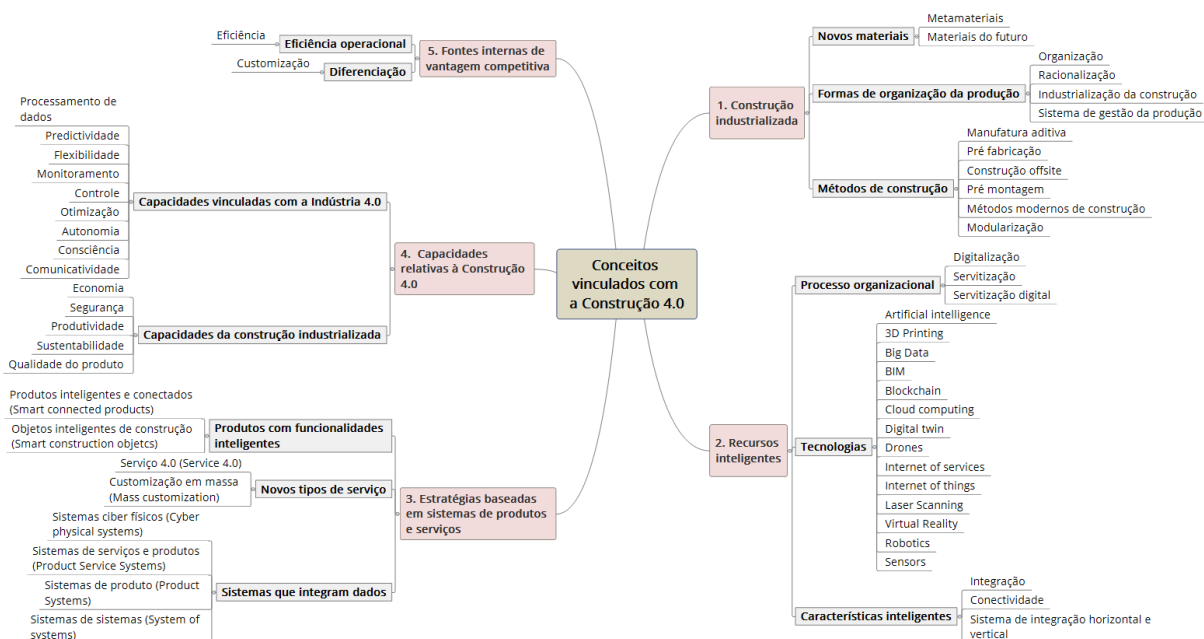 Conceitos
vinculados com
a Construção 4.0
1. Construção
industrializada
Novos materiais
Metamateriais
Materiais do futuro
Formas de organização da produção
Organização
Racionalização
Industrialização da construção
Sistema de gestão da produção
Métodos de construção
Manufatura aditiva
Pré fabricação
Construção offsite
Pré montagem
Métodos modernos de construção
Modularização
2. Recursos
inteligentes
Processo organizacional
Digitalização
Servitização
Servitização digital
Tecnologias
Artificial intelligence
3D Printing
Big Data
BIM
Blockchain
Cloud computing
Digital twin
Drones
Internet of services
Internet of things
Laser Scanning
Virtual Reality
Robotics
Sensors
Características inteligentes
Integração
Conectividade
Sistema de integração horizontal e
vertical
3. Estratégias baseadas
em sistemas de produtos
e serviços
Produtos com funcionalidades
inteligentes
Produtos inteligentes e conectados
(Smart connected products)
Objetos inteligentes de construção
(Smart construction objetcs)
Novos tipos de serviço
Serviço 4.0 (Service 4.0)
Customização em massa
(Mass customization)
Sistemas que integram dados
Sistemas ciber físicos (Cyber
physical systems)
Sistemas de serviços e produtos
(Product Service Systems)
Sistemas de produto (Product
Systems)
Sistemas de sistemas (System of
systems)
4. Capacidades
relativas à Construção
4.0
Capacidades vinculadas com a Indústria 4.0
Processamento de
dados
Predictividade
Flexibilidade
Monitoramento
Controle
Otimização
Autonomia
Consciência
Comunicatividade
Capacidades da construção industrializada
Economia
Segurança
Produtividade
Sustentabilidade
Qualidade do produto
5. Fontes internas de
vantagem competitiva
Eficiência operacional
Eficiência
Diferenciação
Customização